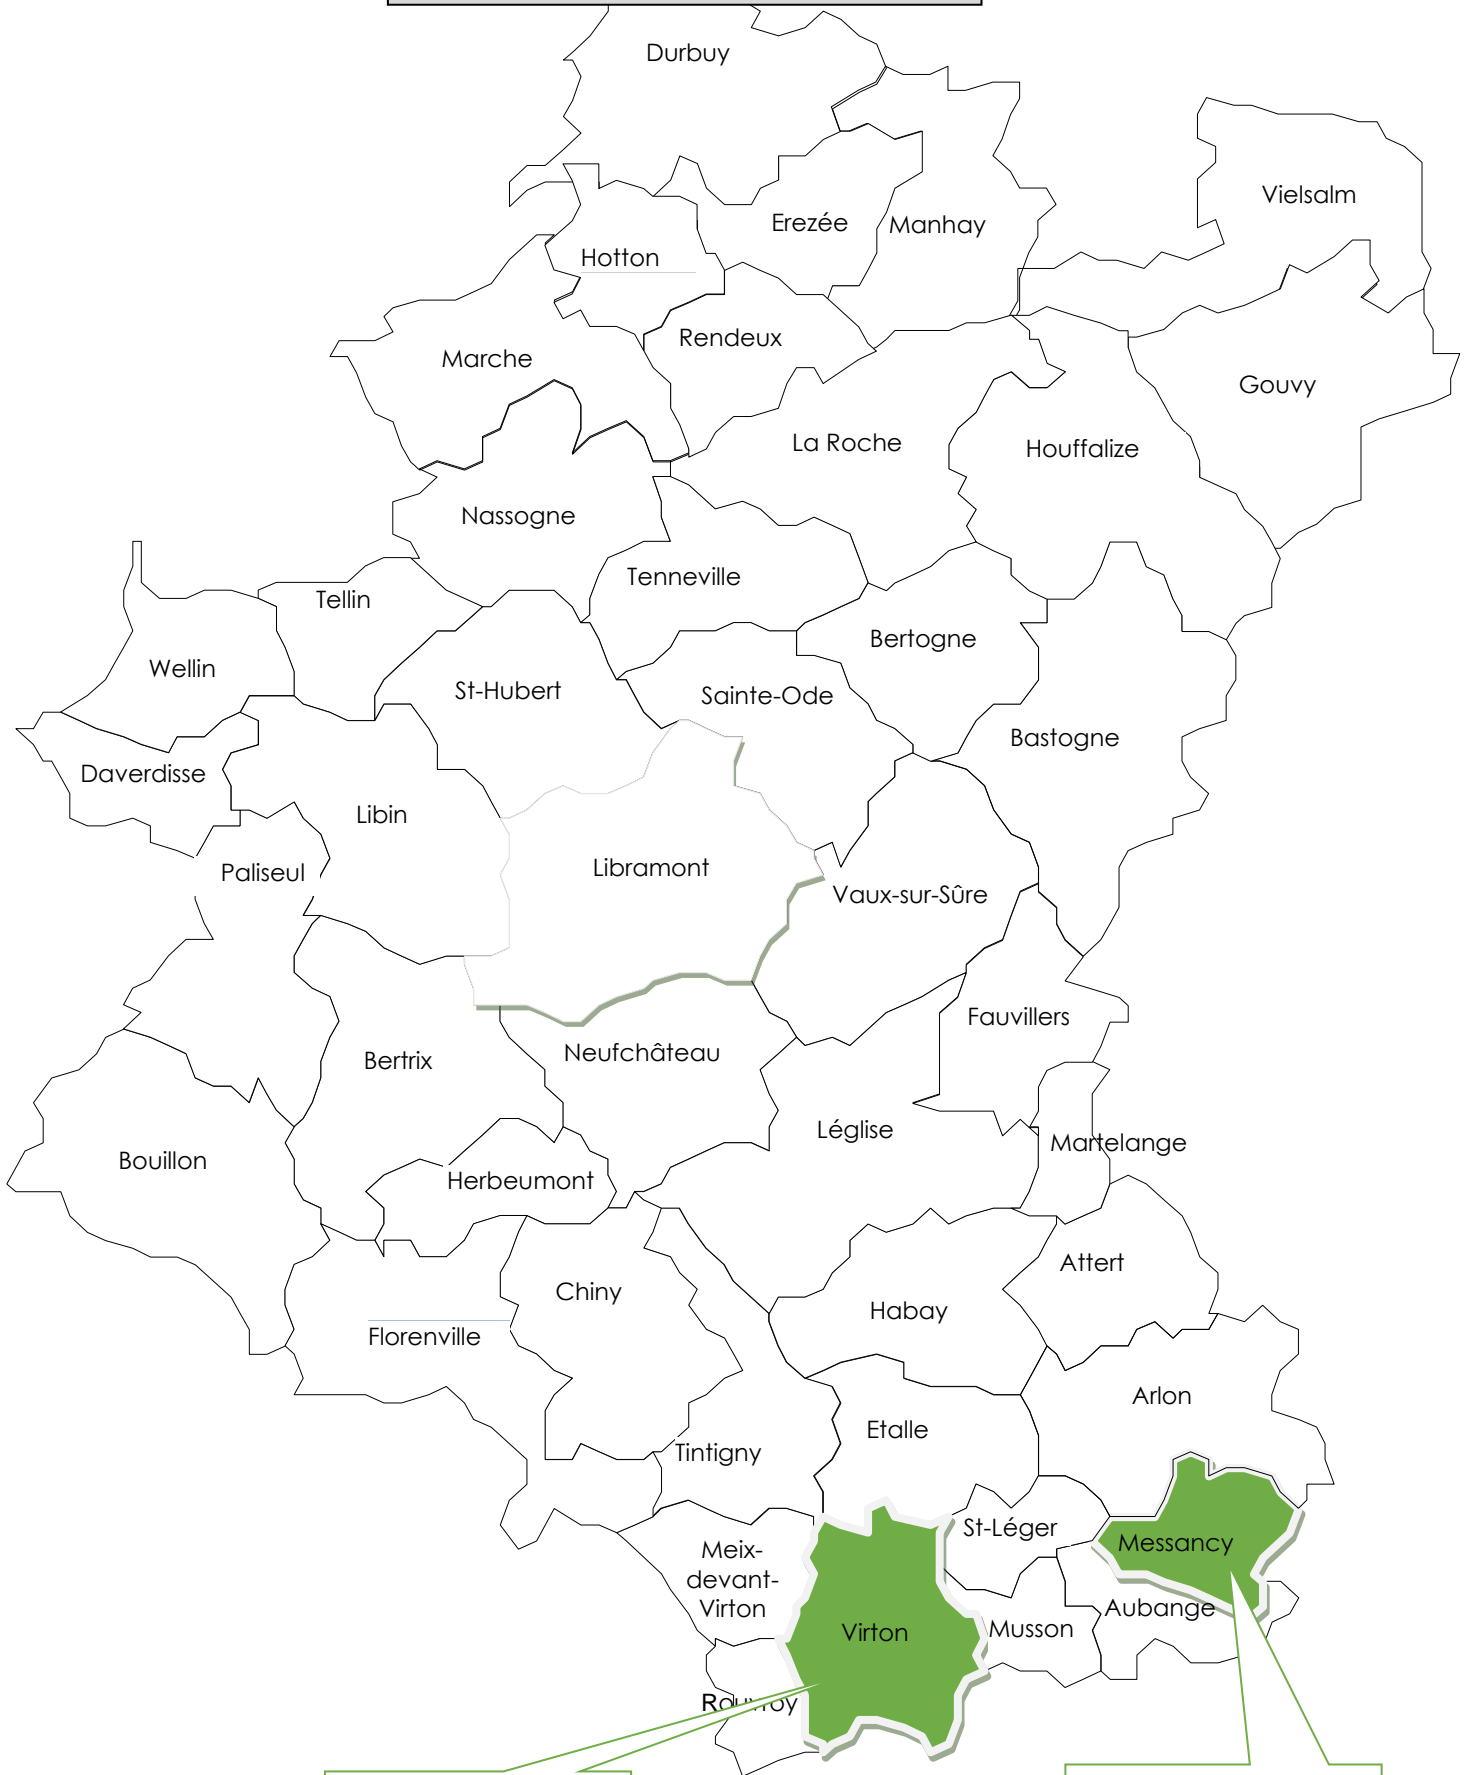 Durbuy
Vielsalm
Erezée
Manhay
Hotton
Rendeux
Marche
Gouvy
La Roche
Houffalize
Nassogne
Tenneville
Tellin
Bertogne
Wellin
St-Hubert
Sainte-Ode
Bastogne
Daverdisse
Libin
Libramont
Paliseul
Vaux-sur-Sûre
Fauvillers
Neufchâteau
Bertrix
Léglise
Martelange
Bouillon
Herbeumont
Attert
Chiny
Habay
Florenville
Arlon
Etalle
Tintigny
St-Léger
Messancy
Meix-
devant-
Virton
Aubange
Musson
Virton
Rouvroy